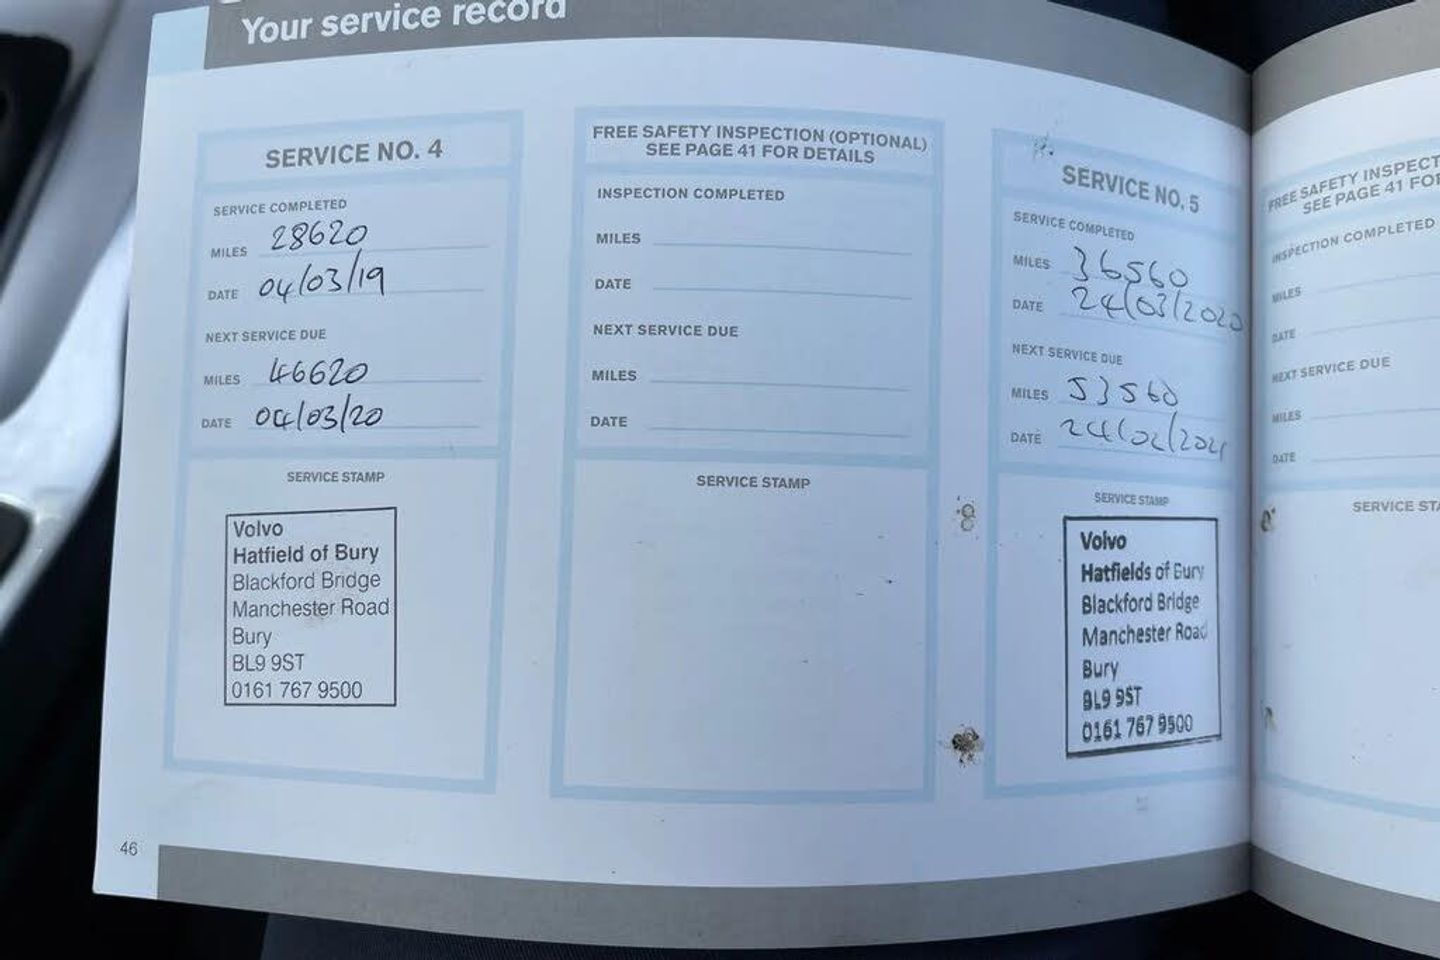 Your service record
SERVICE NO. 4
SERVICE COMPLETED
MILES 28620
DATE 04/03/19
NEXT SERVICE DUE
MILES 46620
DATE 04/03/20
SERVICE STAMP
Volvo
Hatfield of Bury
Blackford Bridge
Manchester Road
Bury
BL9 9ST
0161 767 9500
FREE SAFETY INSPECTION (OPTIONAL)
SEE PAGE 41 FOR DETAILS
INSPECTION COMPLETED
MILES
DATE
NEXT SERVICE DUE
MILES
DATE
SERVICE STAMP
SERVICE NO. 5
SERVICE COMPLETED
MILES 36560
DATE 24/03/2020
NEXT SERVICE DUE
MILES 53560
DATE 24/02/2021
SERVICE STAMP
Volvo
Hatfields of Bury
Blackford Bridge
Manchester Road
Bury
BL9 9ST
0161 767 9500
46
FREE SAFETY INSPECT
SEE PAGE 41 FO
INSPECTION COMPLETED
MILES
DATE
NEXT SERVICE DUE
MILES
DATE
SERVICE STA